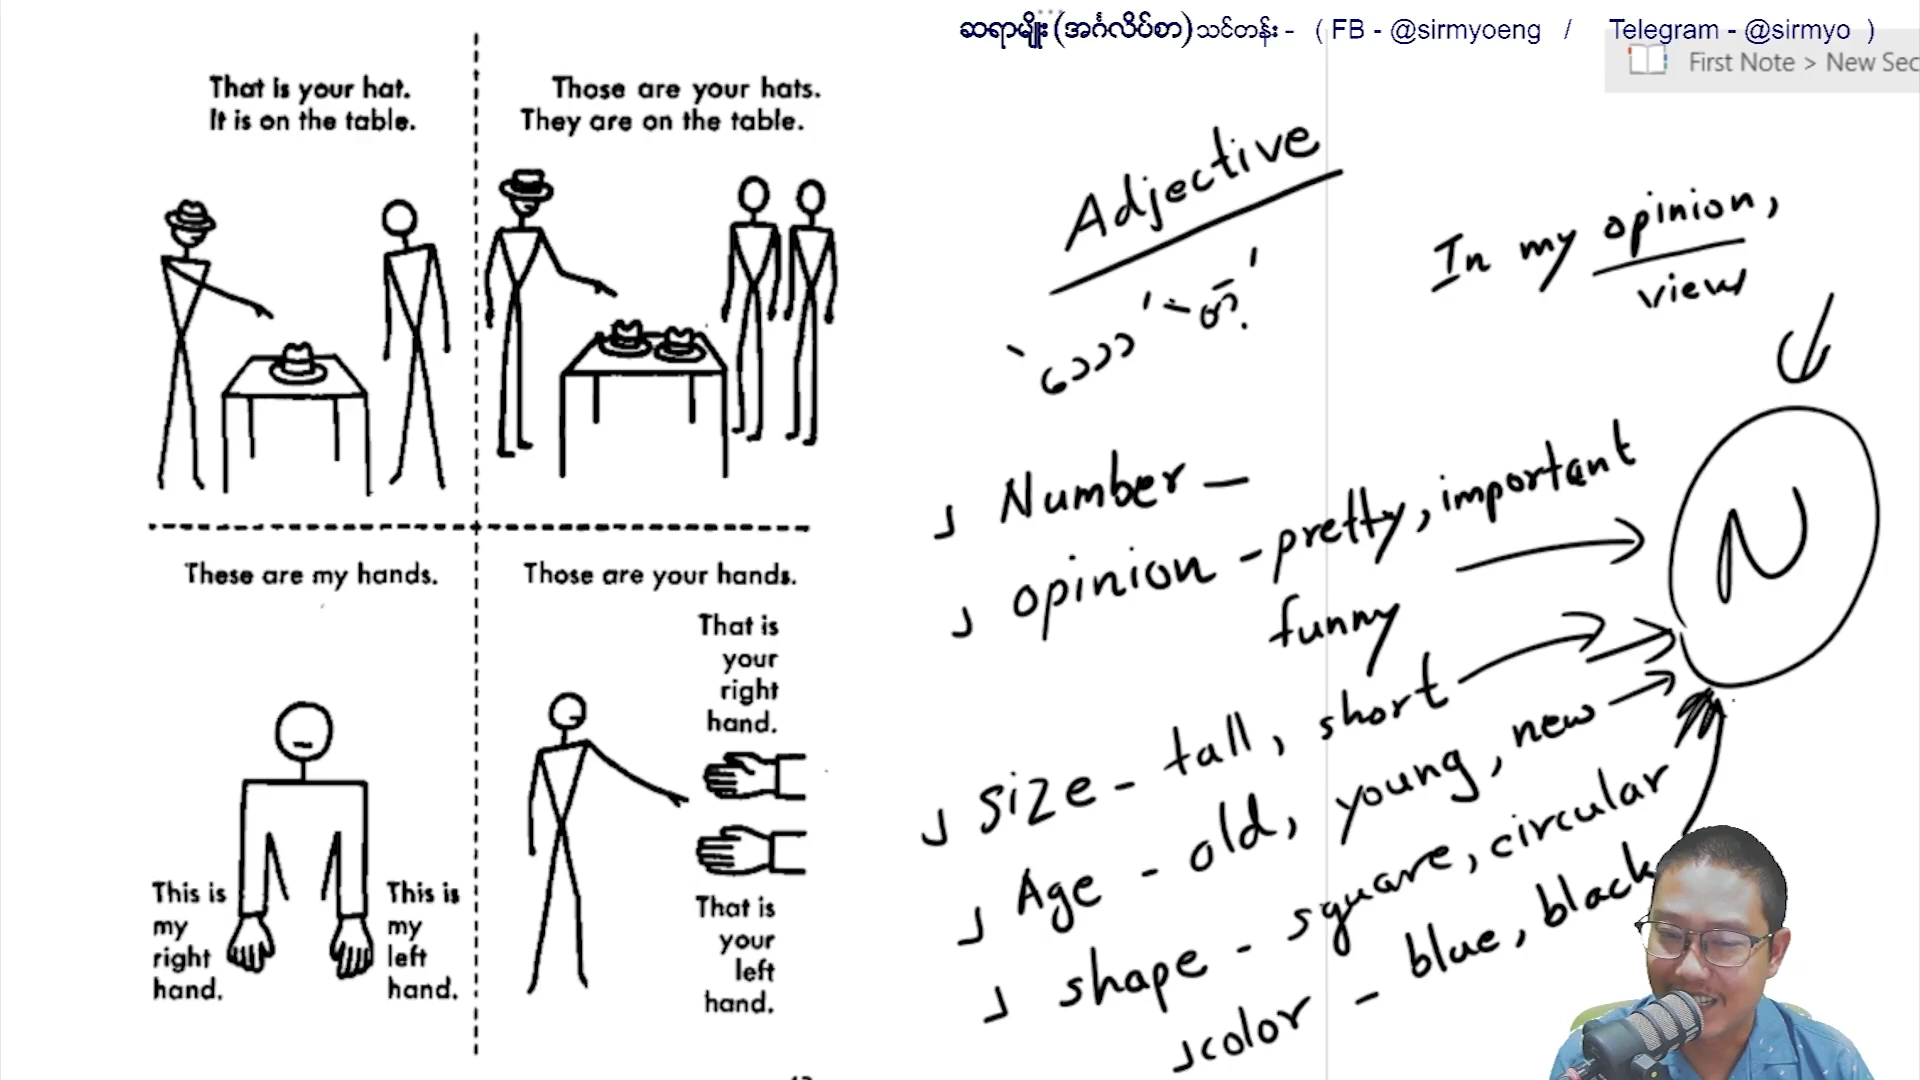 ဆရာမျိုး (အင်္ဂလိပ်စာ) သင်တန်း - ( FB - @sirmyoeng / Telegram - @sirmyo )
First Note > New Sec
That is your hat.
It is on the table.
Those are your hats.
They are on the table.
These are my hands.
Those are your hands.
That is
your
right
hand.
This is
my
right
hand.
This is
my
left
hand.
That is
your
left
hand.
Adjective
In my opinion,
view
N
Number -
opinion - pretty, important
funny
Size - tall, short
Age - old, young, new
shape - square, circular
color - blue, black